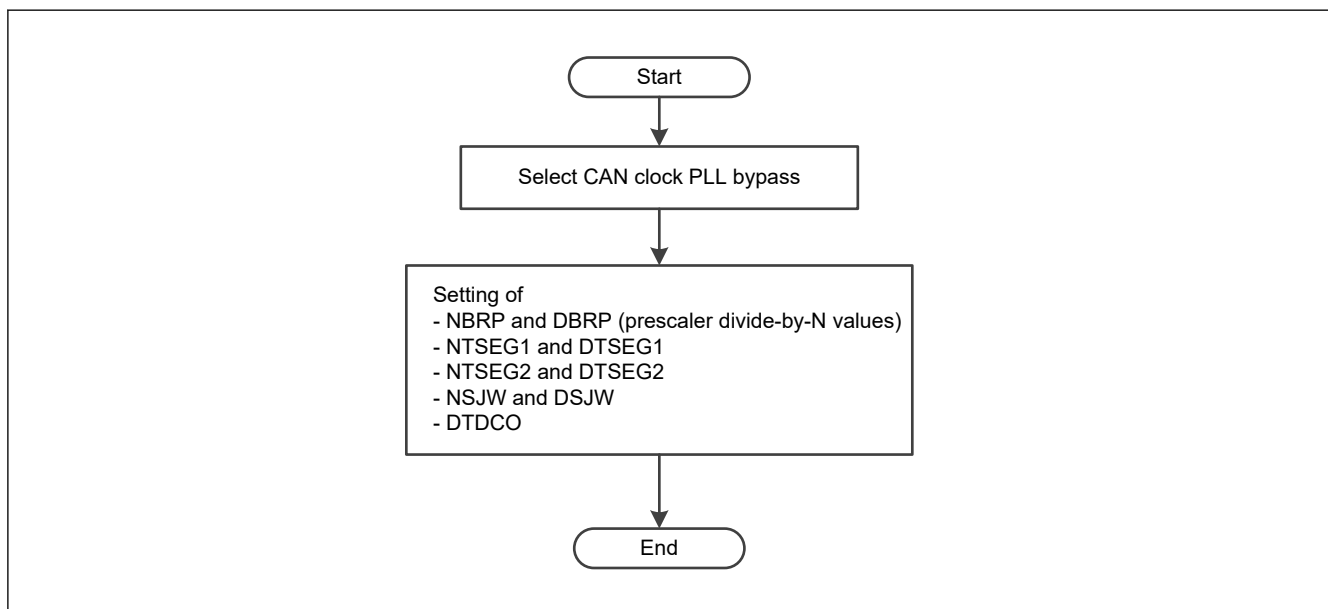 Start
Select CAN clock PLL bypass
Setting of
- NBRP and DBRP (prescaler divide-by-N values)
- NTSEG1 and DTSEG1
- NTSEG2 and DTSEG2
- NSJW and DSJW
- DTDCO
End